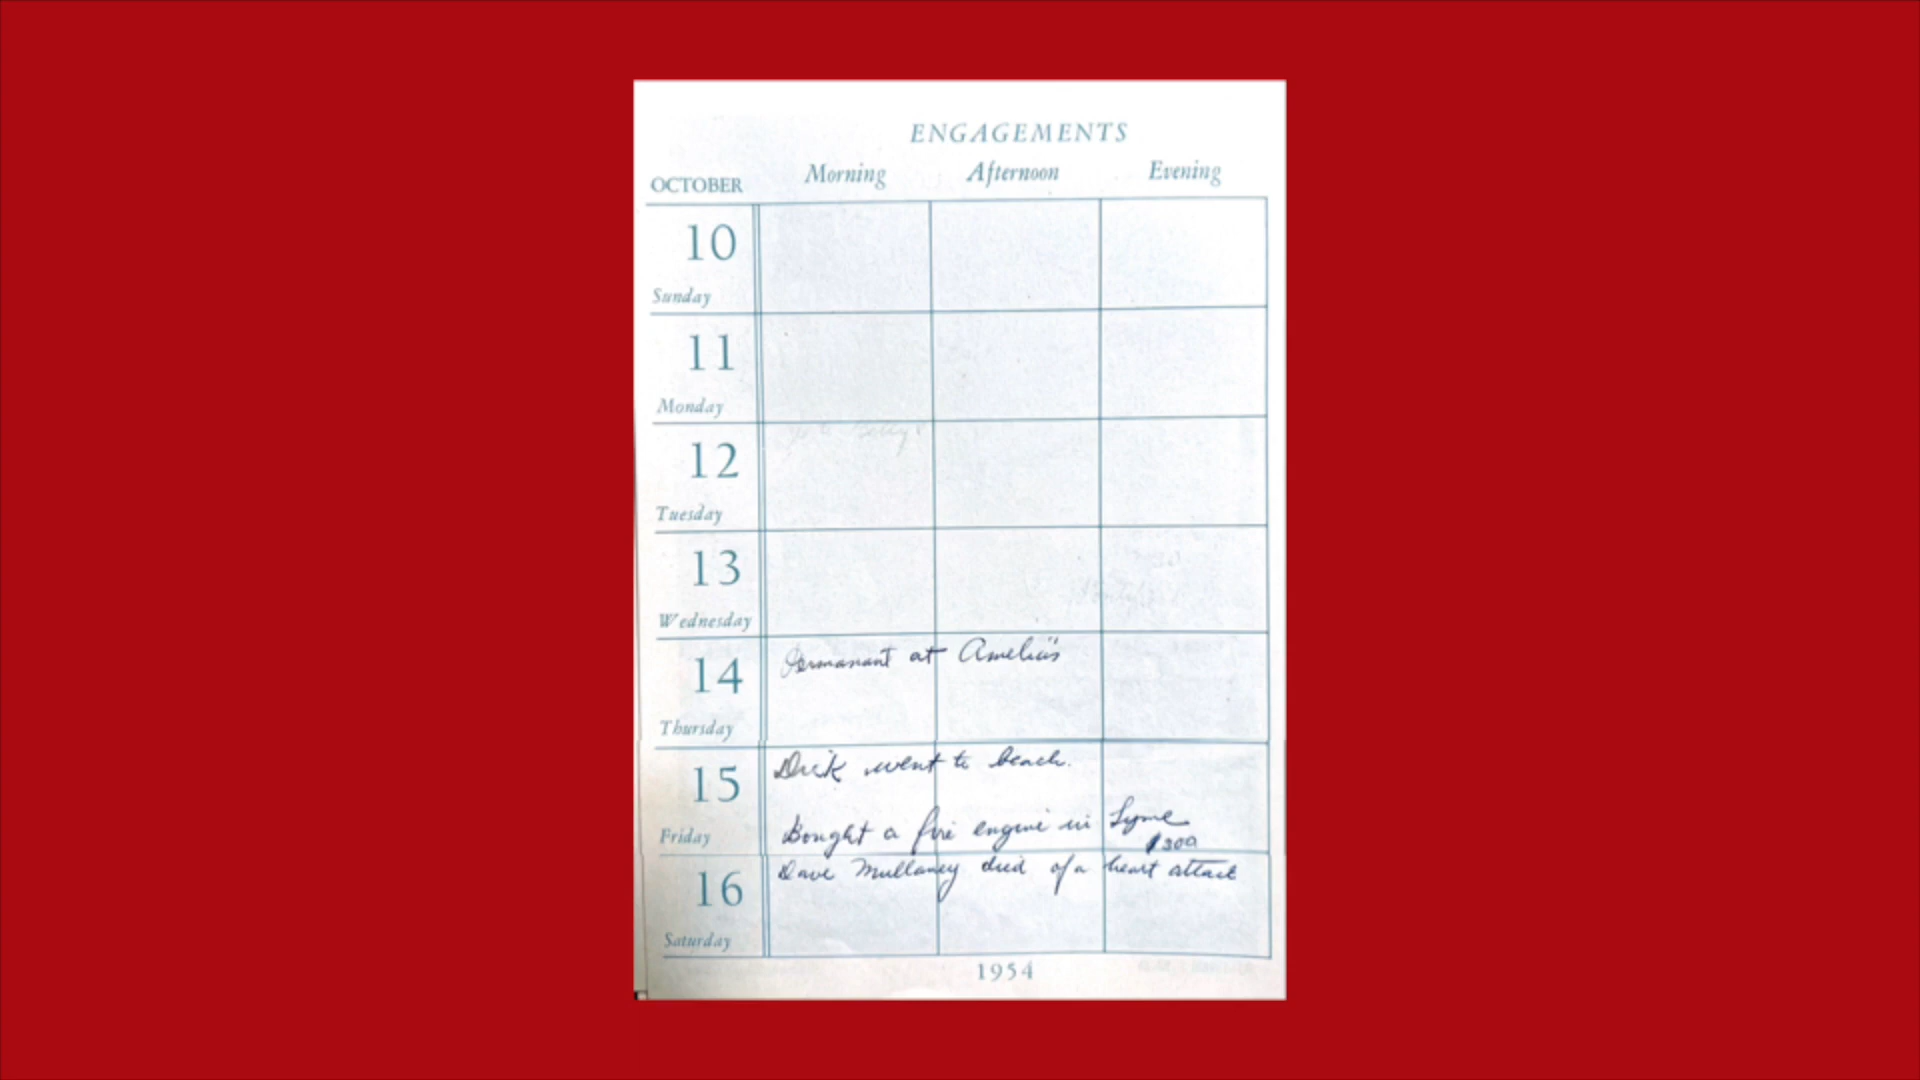 ENGAGEMENTS
OCTOBER Morning Afternoon Evening
10
Sunday
11
Monday
12
Tuesday
13
Wednesday
14 Permanant at Amelia's
Thursday
15 Dick went to beach.
Friday Bought a fire engine in Lyme
$300
16 Dave Mullaney died of a heart attack
Saturday
1954